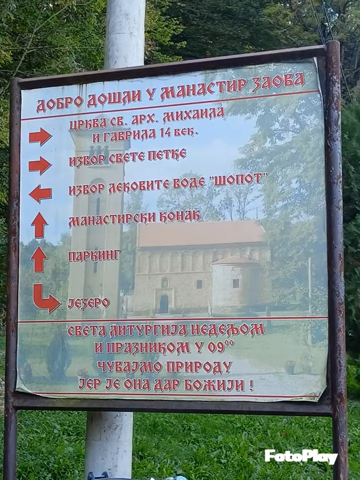 ДОБРО ДОШЛИ У МАНАСТИР ЗАОВА
ЦРКВА СВ. АРХ. МИХАИЛА
И ГАВРИЛА 14 ВЕК.
ИЗВОР СВЕТЕ ПЕТКЕ
ИЗВОР ЛЕКОВИТЕ ВОДЕ "ШОПОТ"
МАНАСТИРСКИ КОНАК
ПАРКИНГ
ЈЕЗЕРО
СВЕТА ЛИТУРГИЈА НЕДЕЉОМ
И ПРАЗНИКОМ У 09⁰⁰
ЧУВАЈМО ПРИРОДУ
ЈЕР ЈЕ ОНА ДАР БОЖИЈИ !
FotoPlay